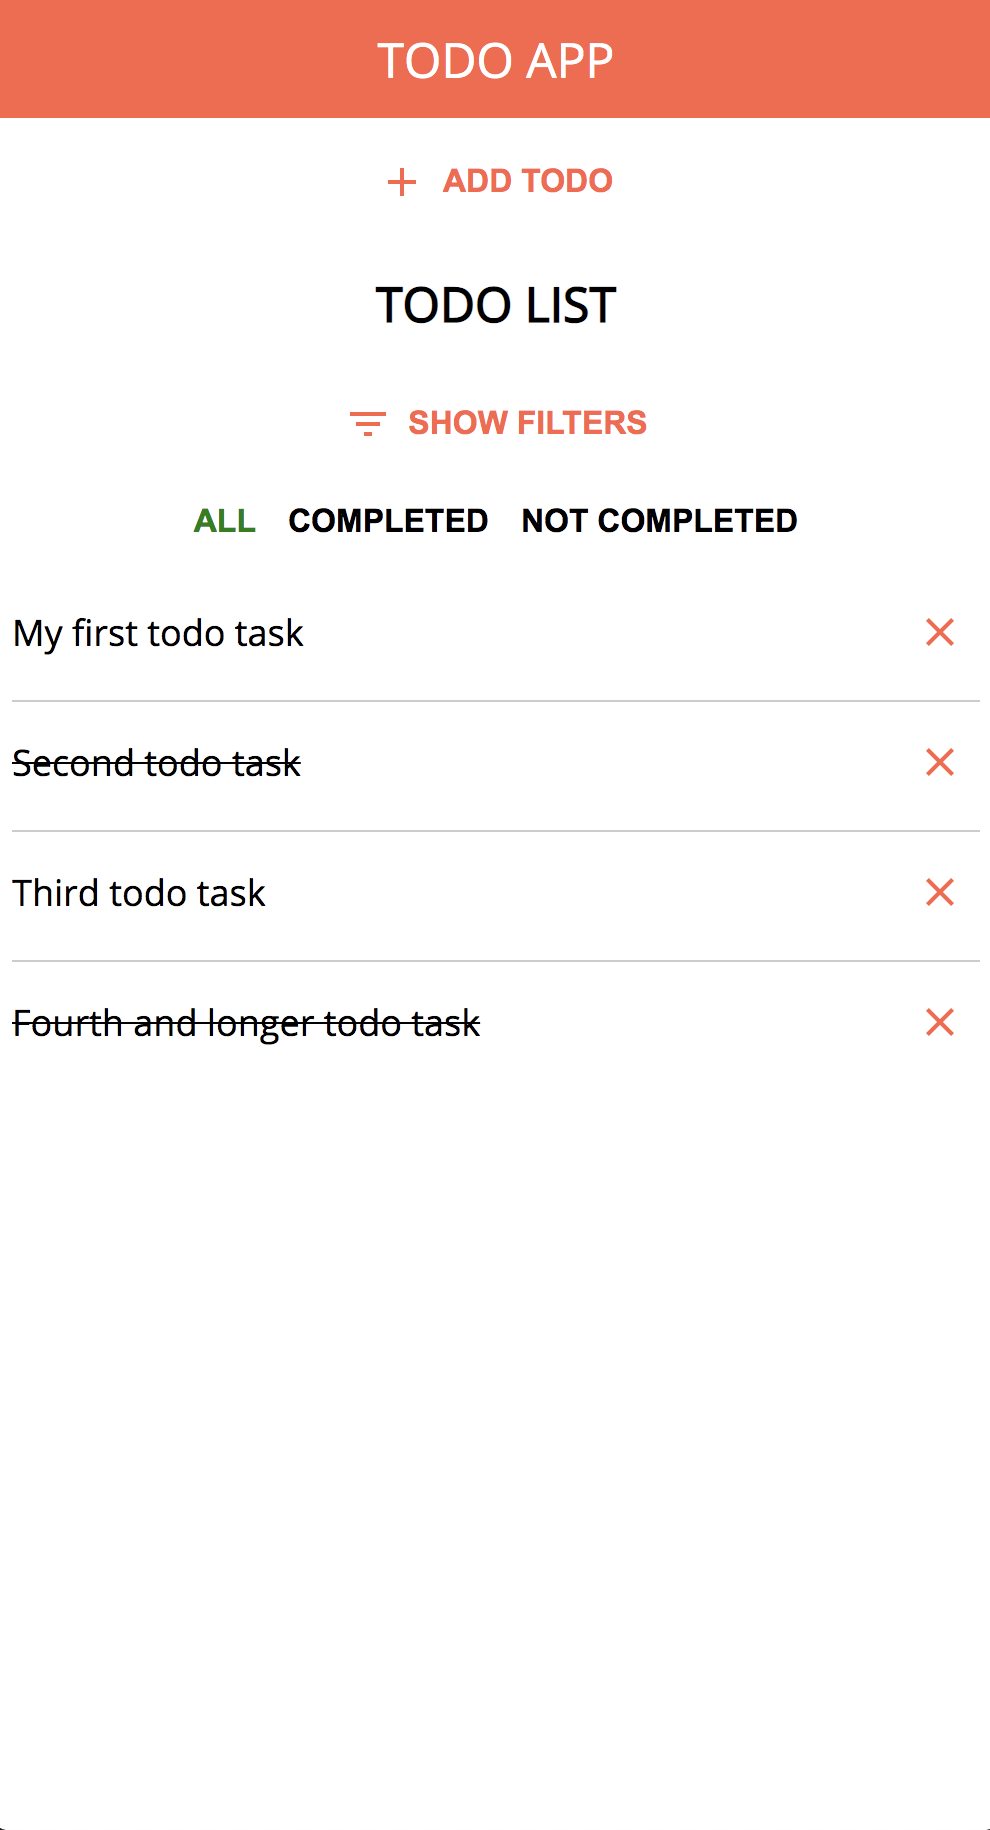 TODO APP
ADD TODO
TODO LIST
SHOW FILTERS
ALL COMPLETED NOT COMPLETED
My first todo task
Second todo task
Third todo task
Fourth and longer todo task